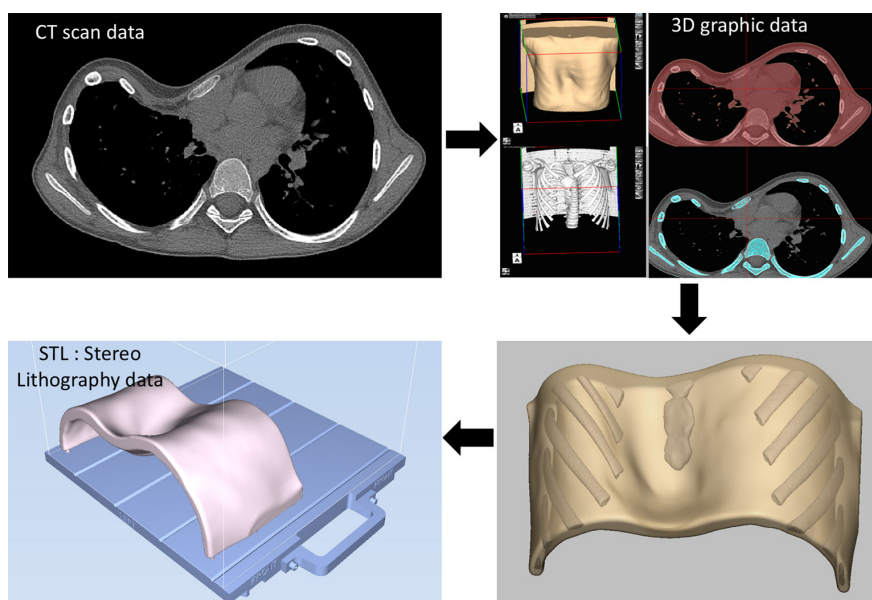 CT scan data
3D graphic data
A
A
STL : Stereo
Lithography data